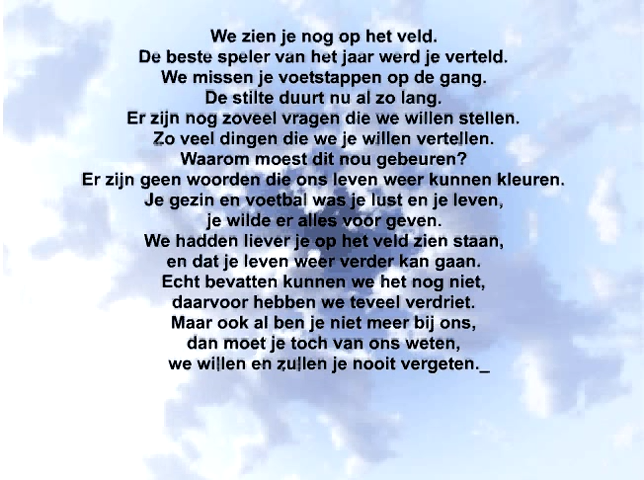 We zien je nog op het veld.
De beste speler van het jaar werd je verteld.
We missen je voetstappen op de gang.
De stilte duurt nu al zo lang.
Er zijn nog zoveel vragen die we willen stellen.
Zo veel dingen die we je willen vertellen.
Waarom moest dit nou gebeuren?
Er zijn geen woorden die ons leven weer kunnen kleuren.
Je gezin en voetbal was je lust en je leven,
je wilde er alles voor geven.
We hadden liever je op het veld zien staan,
en dat je leven weer verder kan gaan.
Echt bevatten kunnen we het nog niet,
daarvoor hebben we teveel verdriet.
Maar ook al ben je niet meer bij ons,
dan moet je toch van ons weten,
we willen en zullen je nooit vergeten._